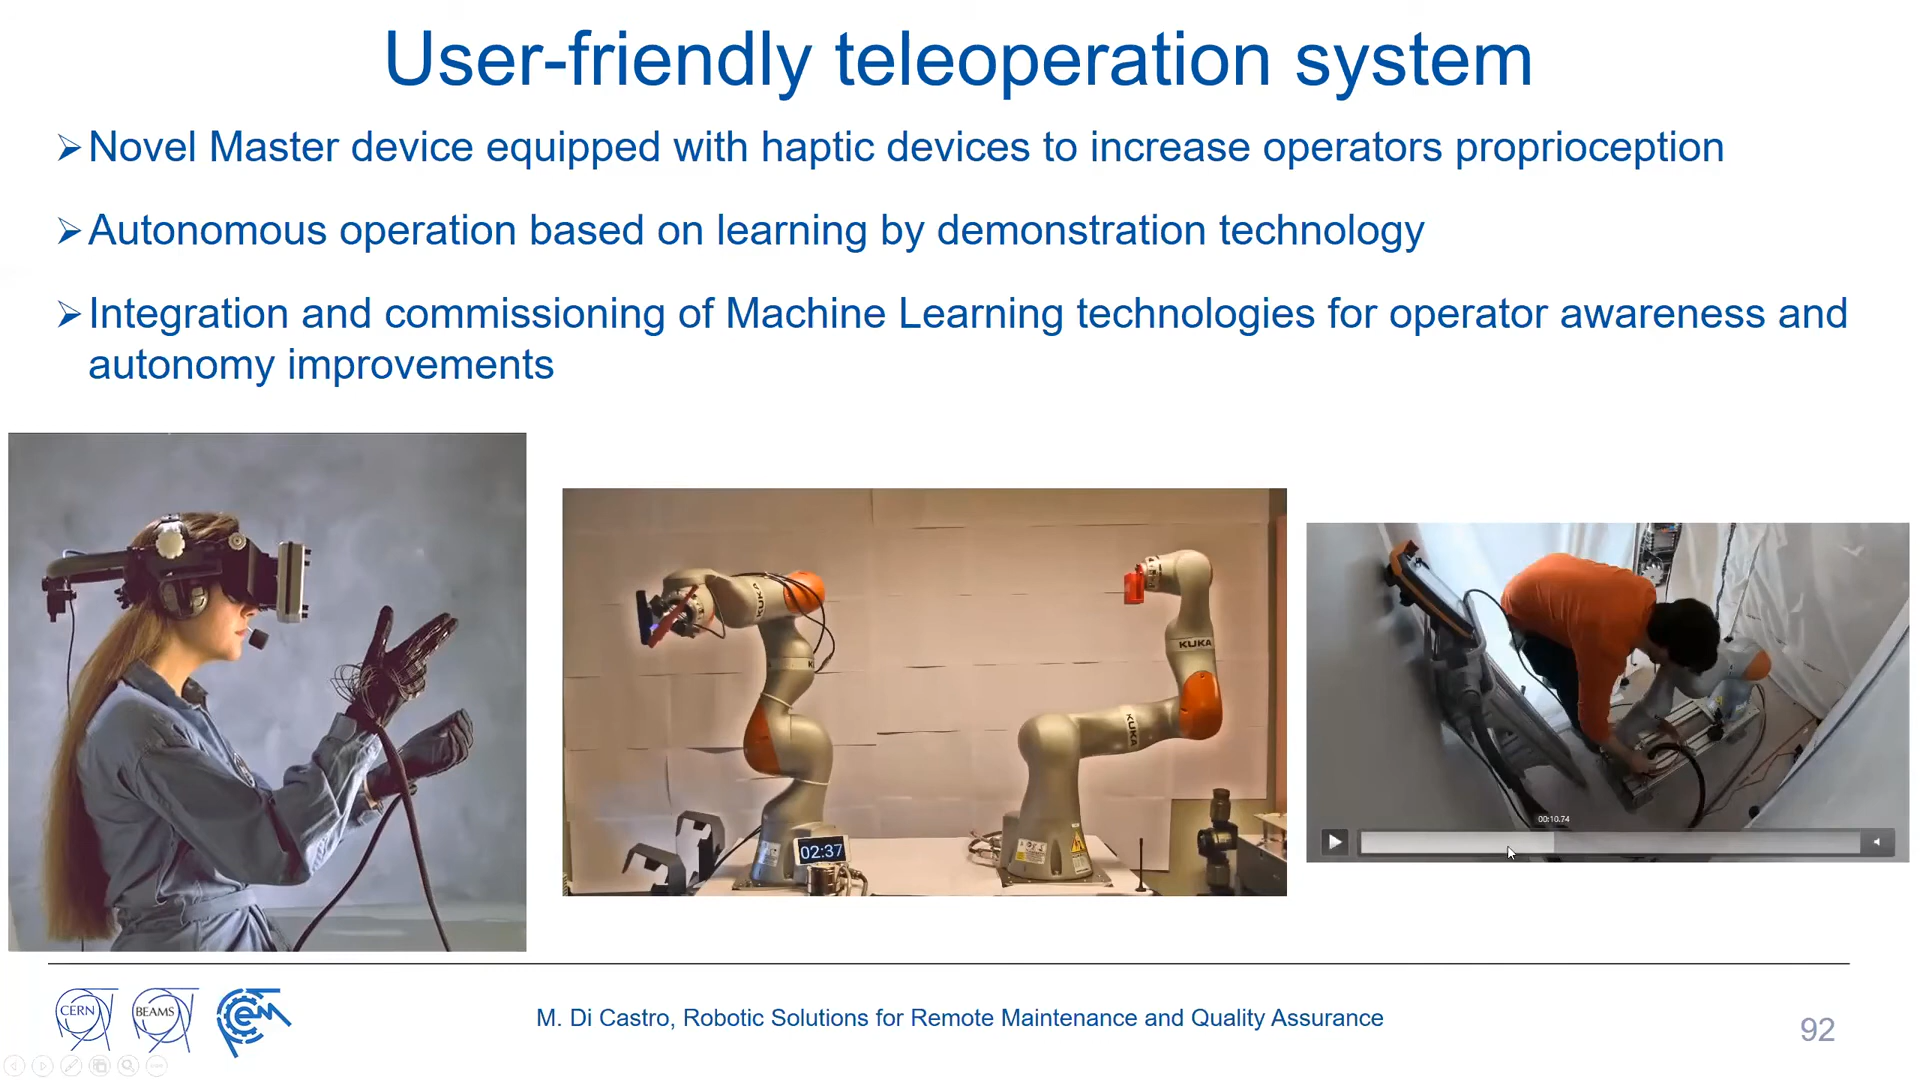 User-friendly teleoperation system
Novel Master device equipped with haptic devices to increase operators proprioception
Autonomous operation based on learning by demonstration technology
Integration and commissioning of Machine Learning technologies for operator awareness and
autonomy improvements
KUKA
KUKA
KUKA
02:37
00:10.74
CERN
BEAMS
CEM
M. Di Castro, Robotic Solutions for Remote Maintenance and Quality Assurance
92